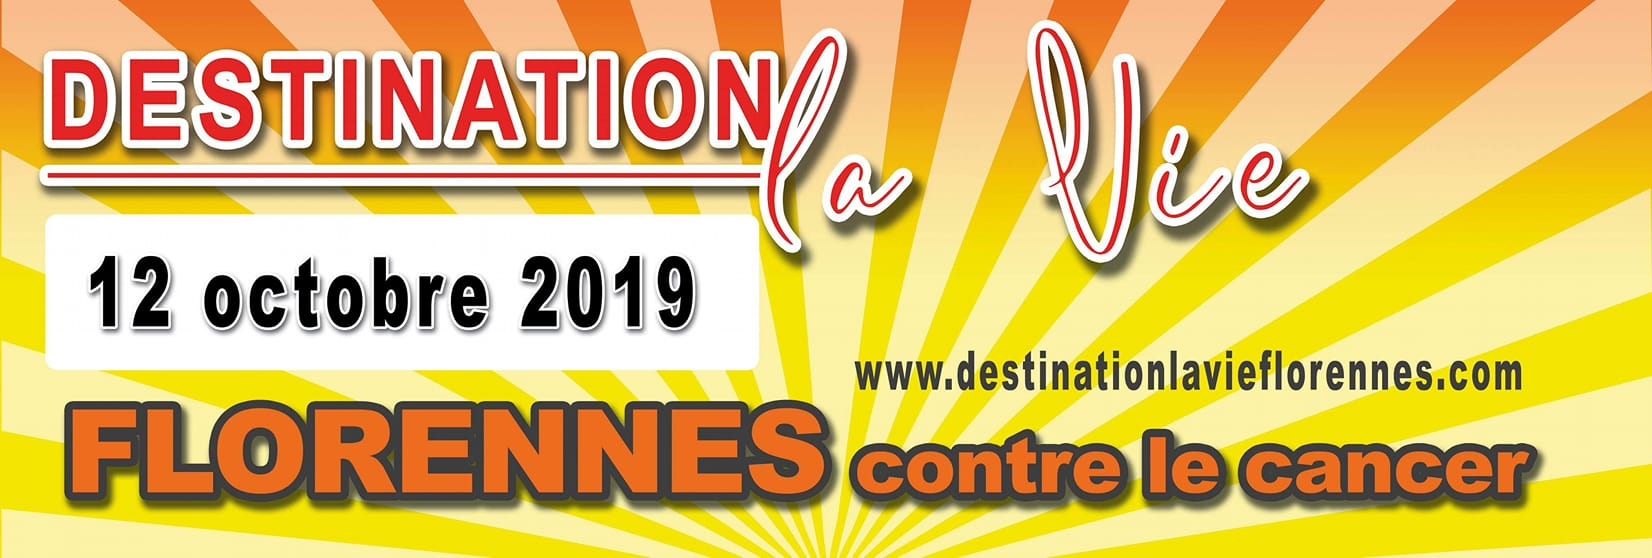 DESTINATION la Vie
12 octobre 2019
www.destinationlavieflorennes.com
FLORENNES contre le cancer